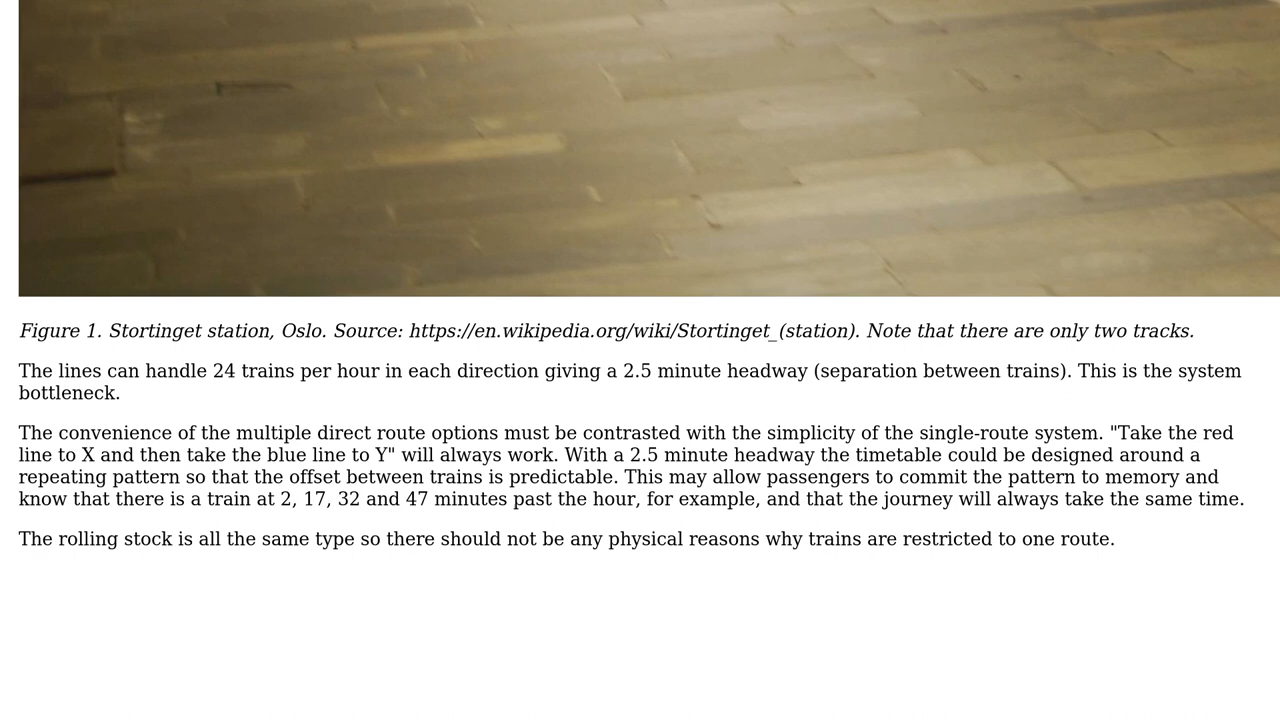 Figure 1. Stortinget station, Oslo. Source: https://en.wikipedia.org/wiki/Stortinget_(station). Note that there are only two tracks.
The lines can handle 24 trains per hour in each direction giving a 2.5 minute headway (separation between trains). This is the system
bottleneck.
The convenience of the multiple direct route options must be contrasted with the simplicity of the single-route system. "Take the red
line to X and then take the blue line to Y" will always work. With a 2.5 minute headway the timetable could be designed around a
repeating pattern so that the offset between trains is predictable. This may allow passengers to commit the pattern to memory and
know that there is a train at 2, 17, 32 and 47 minutes past the hour, for example, and that the journey will always take the same time.
The rolling stock is all the same type so there should not be any physical reasons why trains are restricted to one route.